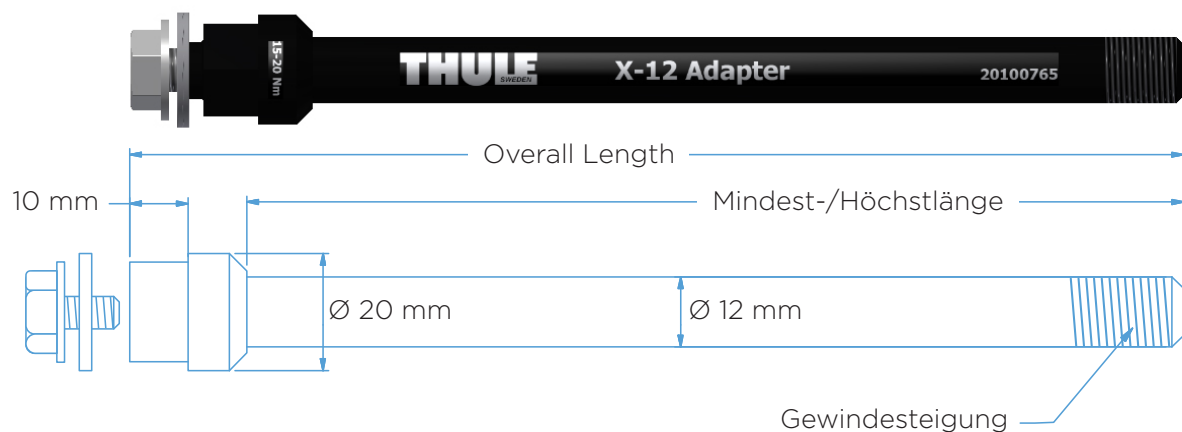 15-20 Nm
THULE
SWEDEN
X-12 Adapter
20100765
Overall Length
10 mm
Mindest-/Höchstlänge
Ø 20 mm
Ø 12 mm
Gewindesteigung